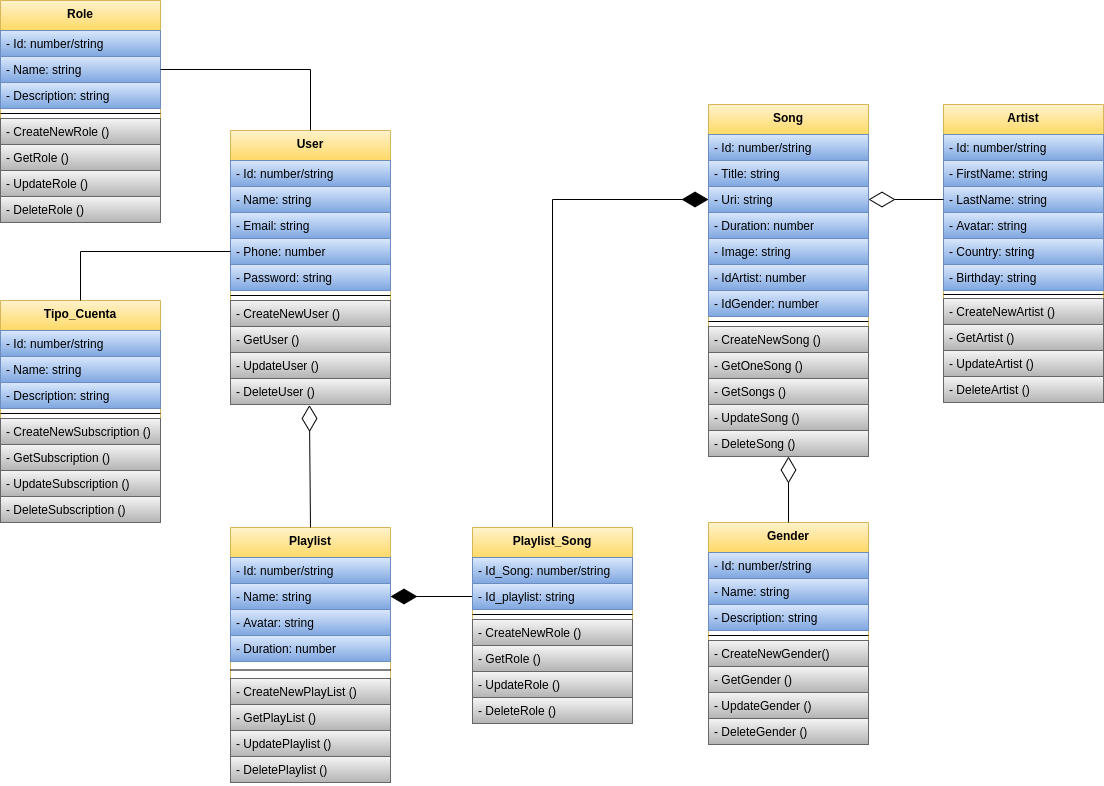 Role
- Id: number/string
- Name: string
- Description: string
- CreateNewRole ()
- GetRole ()
- UpdateRole ()
- DeleteRole ()
User
- Id: number/string
- Name: string
- Email: string
- Phone: number
- Password: string
- CreateNewUser ()
- GetUser ()
- UpdateUser ()
- DeleteUser ()
Tipo_Cuenta
- Id: number/string
- Name: string
- Description: string
- CreateNewSubscription ()
- GetSubscription ()
- UpdateSubscription ()
- DeleteSubscription ()
Song
- Id: number/string
- Title: string
- Uri: string
- Duration: number
- Image: string
- IdArtist: number
- IdGender: number
- CreateNewSong ()
- GetOneSong ()
- GetSongs ()
- UpdateSong ()
- DeleteSong ()
Artist
- Id: number/string
- FirstName: string
- LastName: string
- Avatar: string
- Country: string
- Birthday: string
- CreateNewArtist ()
- GetArtist ()
- UpdateArtist ()
- DeleteArtist ()
Playlist
- Id: number/string
- Name: string
- Avatar: string
- Duration: number
- CreateNewPlayList ()
- GetPlayList ()
- UpdatePlaylist ()
- DeletePlaylist ()
Playlist_Song
- Id_Song: number/string
- Id_playlist: string
- CreateNewRole ()
- GetRole ()
- UpdateRole ()
- DeleteRole ()
Gender
- Id: number/string
- Name: string
- Description: string
- CreateNewGender()
- GetGender ()
- UpdateGender ()
- DeleteGender ()